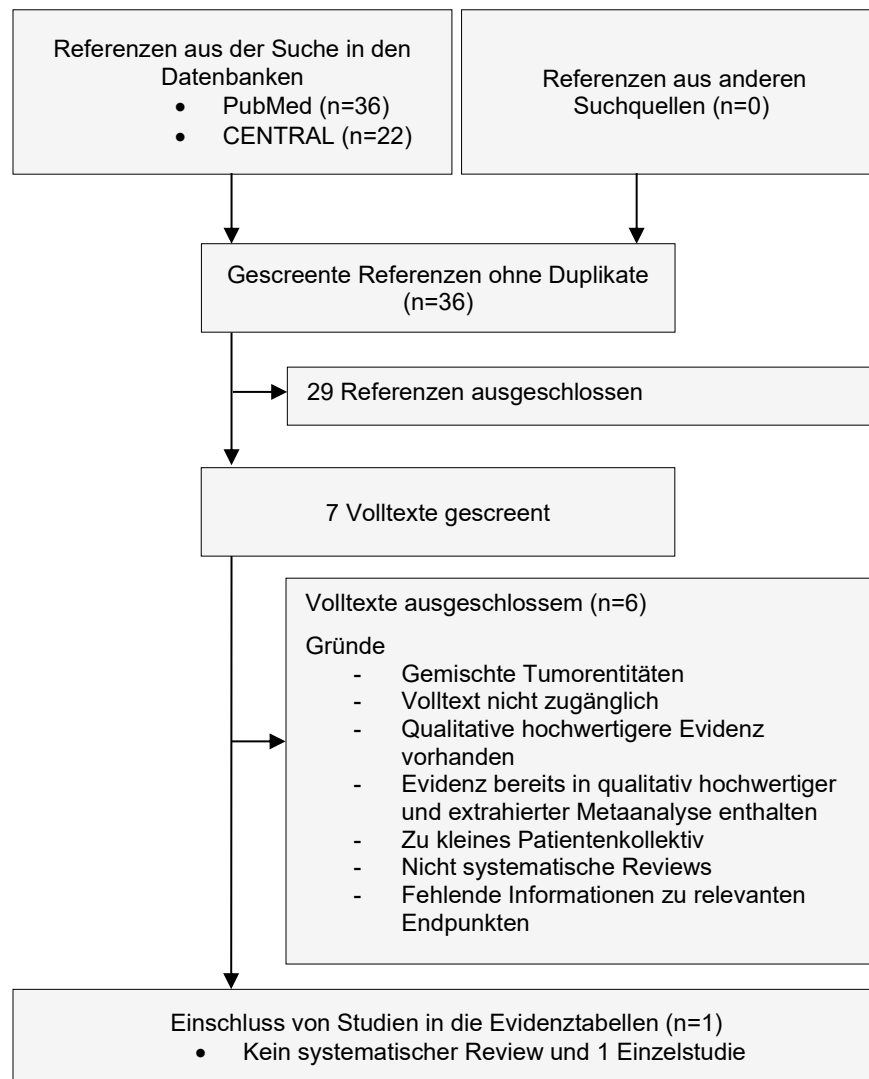 Referenzen aus der Suche in den
Datenbanken
• PubMed (n=36)
• CENTRAL (n=22)
Referenzen aus anderen
Suchquellen (n=0)
Gescreente Referenzen ohne Duplikate
(n=36)
29 Referenzen ausgeschlossen
7 Volltexte gescreent
Volltexte ausgeschlossem (n=6)
Gründe
- Gemischte Tumorentitäten
- Volltext nicht zugänglich
- Qualitative hochwertigere Evidenz
vorhanden
- Evidenz bereits in qualitativ hochwertiger
und extrahierter Metaanalyse enthalten
- Zu kleines Patientenkollektiv
- Nicht systematische Reviews
- Fehlende Informationen zu relevanten
Endpunkten
Einschluss von Studien in die Evidenztabellen (n=1)
• Kein systematischer Review und 1 Einzelstudie